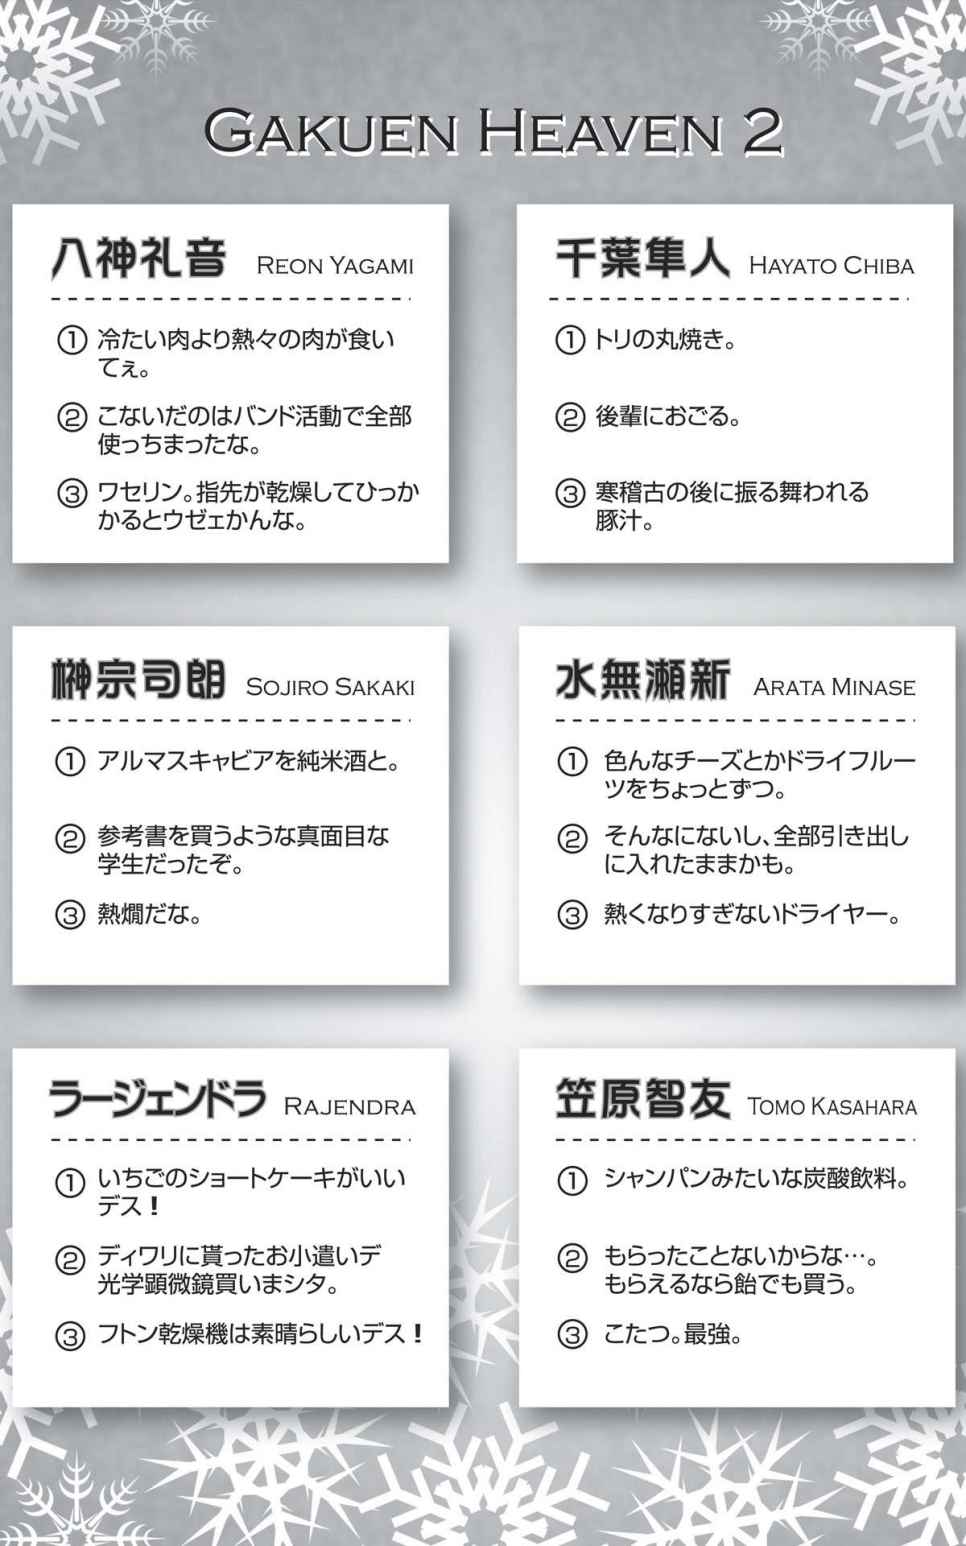 GAKUEN HEAVEN 2
八神礼音 REON YAGAMI
① 冷たい肉より熱々の肉が食い
てぇ。
② こないだのはバンド活動で全部
使っちまったな。
③ ワセリン。指先が乾燥してひっか
かるとウゼェかんな。
千葉隼人 HAYATO CHIBA
① トリの丸焼き。
② 後輩におごる。
③ 寒稽古の後に振る舞われる
豚汁。
榊宗司朗 SOJIRO SAKAKI
① アルマスキャビアを純米酒と。
② 参考書を買うような真面目な
学生だったぞ。
③ 熱燗だな。
水無瀬新 ARATA MINASE
① 色んなチーズとかドライフルー
ツをちょっとずつ。
② そんなにないし、全部引き出し
に入れたままかも。
③ 熱くなりすぎないドライヤー。
ラージェンドラ RAJENDRA
① いちごのショートケーキがいい
デス！
② ディワリに貰ったお小遣いデ
光学顕微鏡買いまシタ。
③ フトン乾燥機は素晴らしいデス！
笠原智友 TOMO KASAHARA
① シャンパンみたいな炭酸飲料。
② もらったことないからな…。
もらえるなら飴でも買う。
③ こたつ。最強。